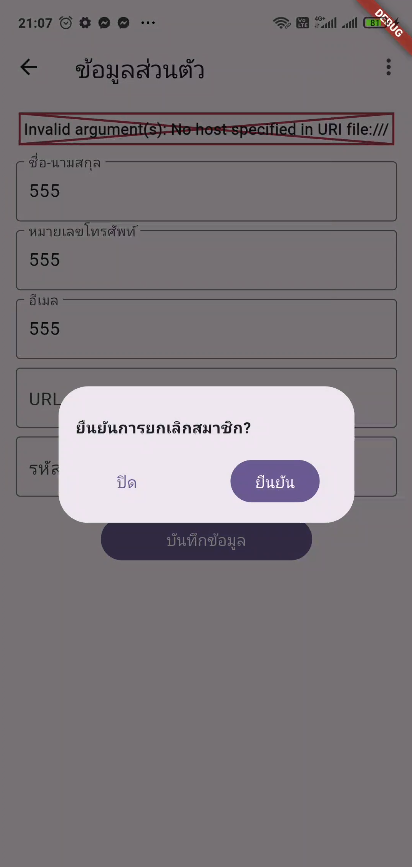 21:07
4G+
DEBUG
ข้อมูลส่วนตัว
Invalid argument(s): No host specified in URI file:///
ชื่อ-นามสกุล
555
หมายเลขโทรศัพท์
555
อีเมล
555
URL
ยืนยันการยกเลิกสมาชิก?
รหัส
ปิด
ยืนยัน
บันทึกข้อมูล